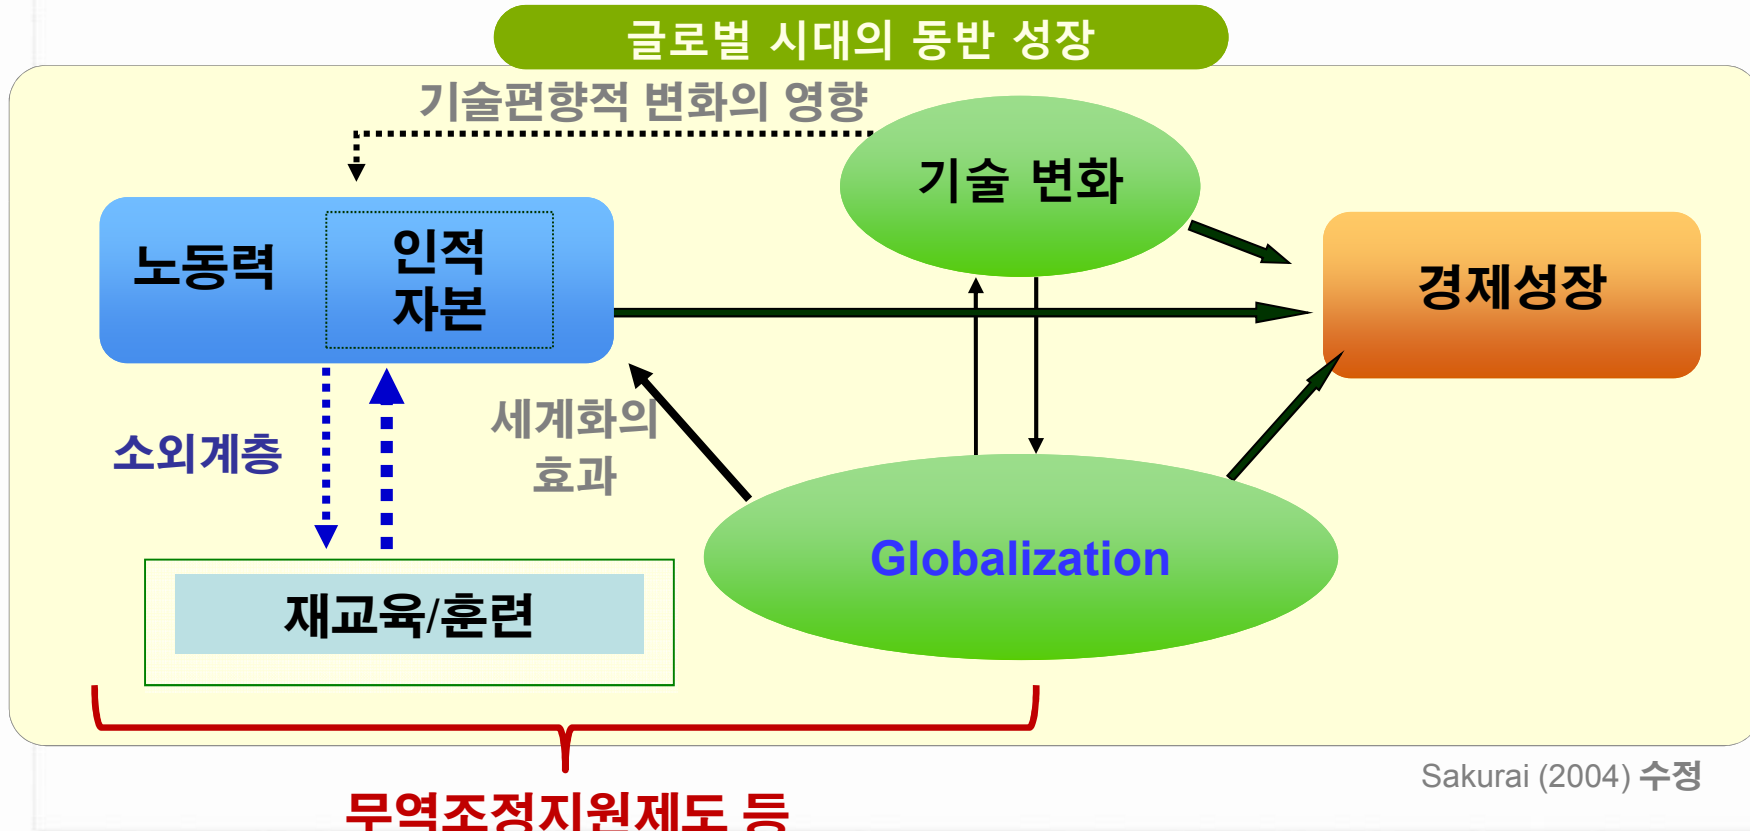 글로벌 시대의 동반 성장
기술편향적 변화의 영향
기술 변화
노동력
인적
자본
경제성장
세계화의
효과
소외계층
Globalization
재교육/훈련
Sakurai (2004) 수정
무역조정지원제도 등